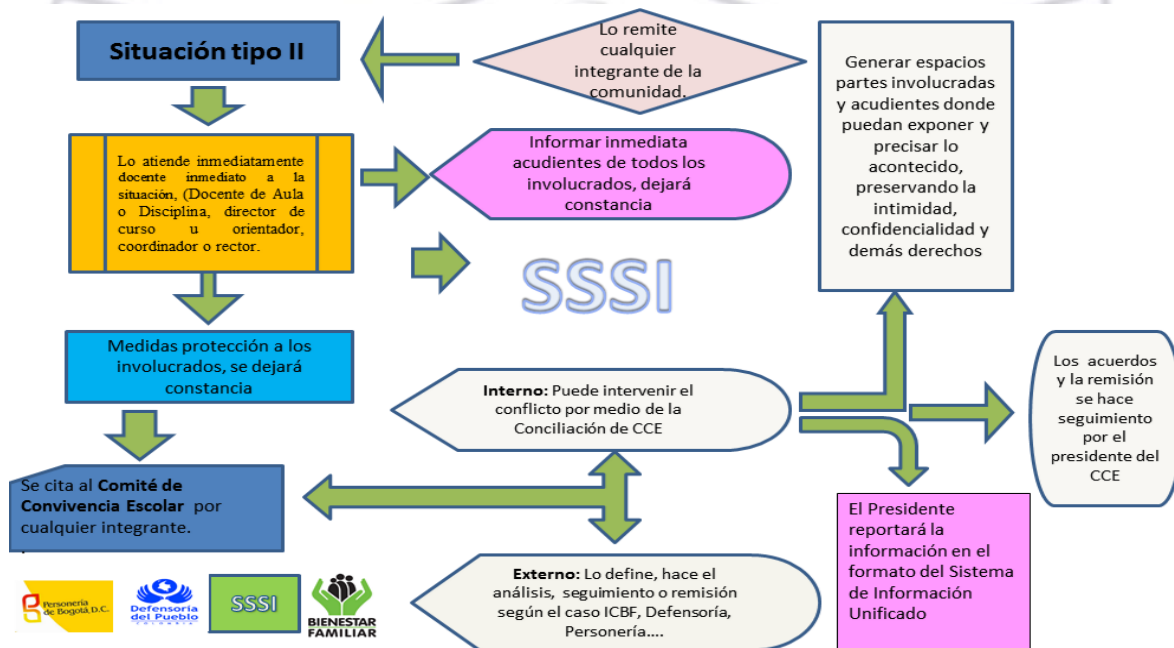 Situación tipo II
Lo remite
cualquier
integrante de la
comunidad.
Generar espacios
partes involucradas
y acudientes donde
puedan exponer y
precisar lo
acontecido,
preservando la
intimidad,
confidencialidad y
demás derechos
Lo atiende inmediatamente
docente inmediato a la
situación, (Docente de Aula
o Disciplina, director de
curso u orientador,
coordinador o rector.
Informar inmediata
acudientes de todos los
involucrados, dejará
constancia
SSSI
Medidas protección a los
involucrados, se dejará
constancia
Interno: Puede intervenir el
conflicto por medio de la
Conciliación de CCE
Los acuerdos
y la remisión
se hace
seguimiento
por el
presidente del
CCE
Se cita al Comité de
Convivencia Escolar por
cualquier integrante.
.
El Presidente
reportará la
información en el
formato del Sistema
de Información
Unificado
Externo: Lo define, hace el
análisis, seguimiento o remisión
según el caso ICBF, Defensoría,
Personería....
Personería
de Bogotá, D.C.
Defensoría
del Pueblo
COLOMBIA
SSSI
BIENESTAR
FAMILIAR